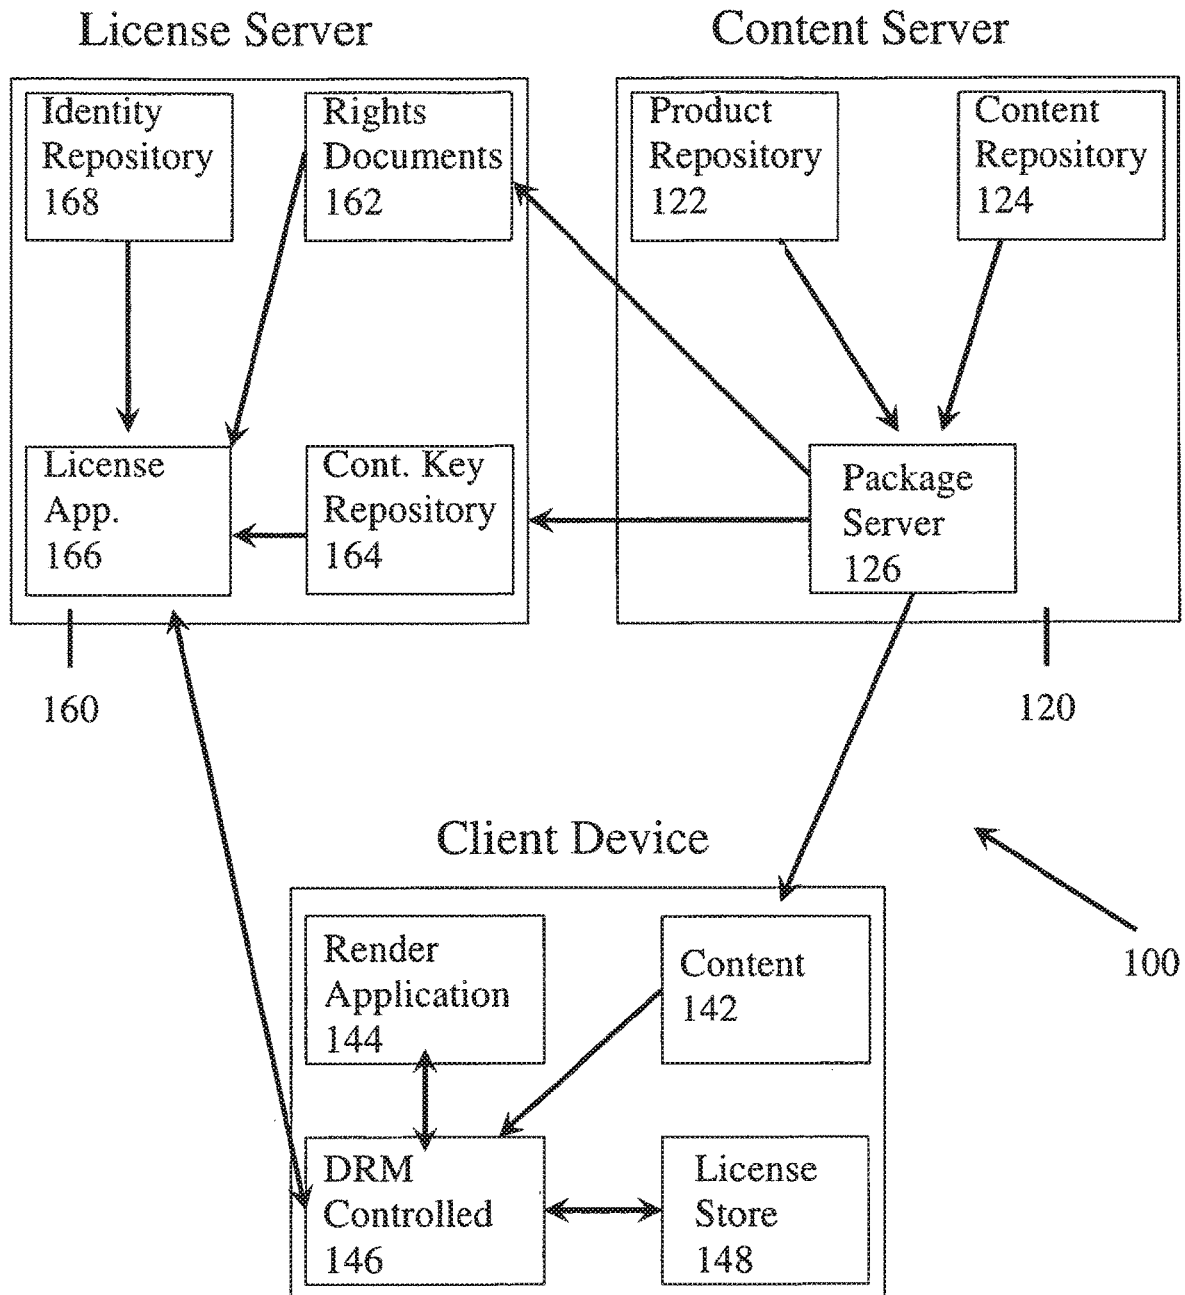 License Server
Content Server
Identity
Repository
168
Rights
Documents
162
Product
Repository
122
Content
Repository
124
License
App.
166
Cont. Key
Repository
164
Package
Server
126
160
120
Client Device
100
Render
Application
144
Content
142
DRM
Controlled
146
License
Store
148